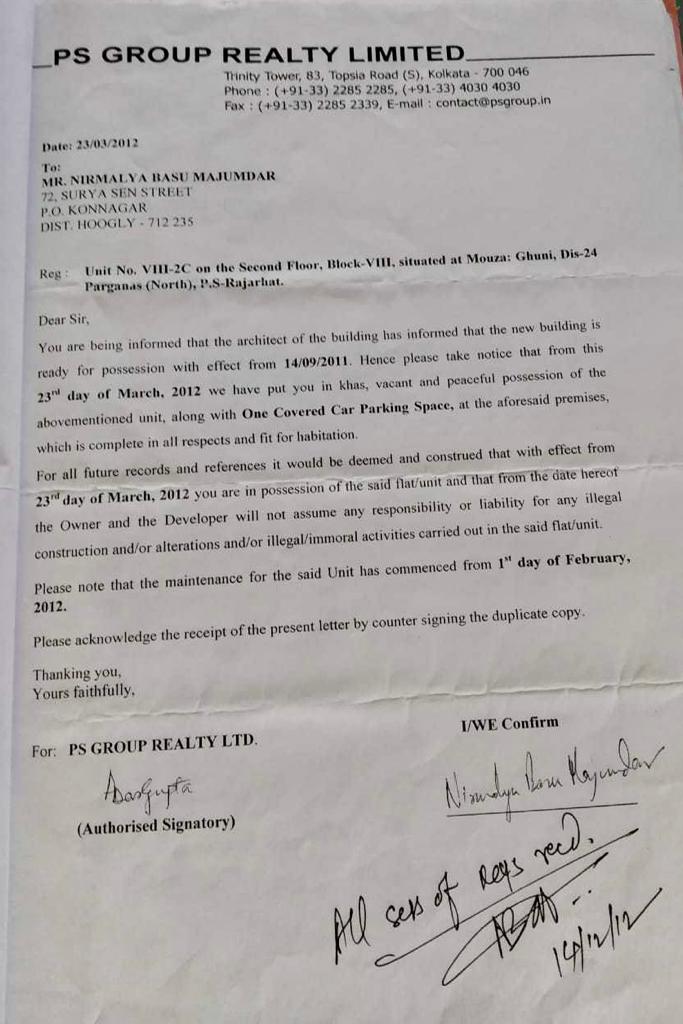 PS GROUP REALTY LIMITED
Trinity Tower, 83, Topsia Road (S), Kolkata - 700 046
Phone : (+91-33) 2285 2285, (+91-33) 4030 4030
Fax : (+91-33) 2285 2339, E-mail : contact@psgroup.in
Date: 23/03/2012
To:
MR. NIRMALYA BASU MAJUMDAR
72, SURYA SEN STREET
P.O. KONNAGAR
DIST. HOOGLY - 712 235
Reg : Unit No. VIII-2C on the Second Floor, Block-VIII, situated at Mouza: Ghuni, Dis-24
Parganas (North), P.S-Rajarhat.
Dear Sir,
You are being informed that the architect of the building has informed that the new building is
ready for possession with effect from 14/09/2011. Hence please take notice that from this
23rd day of March, 2012 we have put you in khas, vacant and peaceful possession of the
abovementioned unit, along with One Covered Car Parking Space, at the aforesaid premises,
which is complete in all respects and fit for habitation.
For all future records and references it would be deemed and construed that with effect from
23rd day of March, 2012 you are in possession of the said flat/unit and that from the date hereof
the Owner and the Developer will not assume any responsibility or liability for any illegal
construction and/or alterations and/or illegal/immoral activities carried out in the said flat/unit.
Please note that the maintenance for the said Unit has commenced from 1st day of February,
2012.
Please acknowledge the receipt of the present letter by counter signing the duplicate copy.
Thanking you,
Yours faithfully,
I/WE Confirm
For: PS GROUP REALTY LTD.
Nirmalya Basu Majumdar
(Authorised Signatory)
All sets of keys recd.
14/12/12